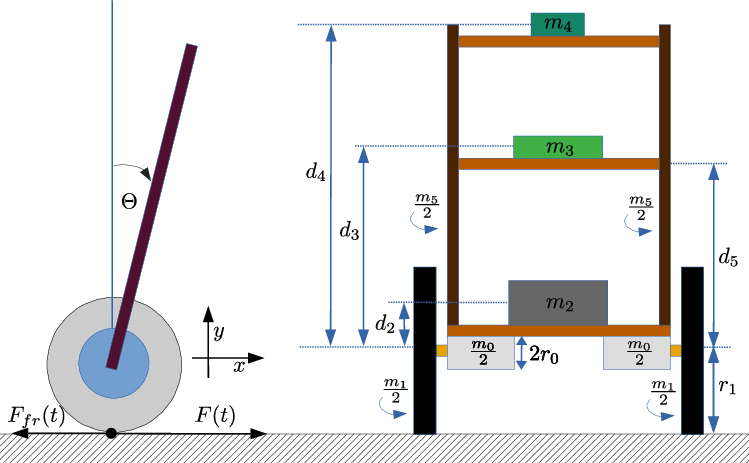 Θ
y
x
F_{fr}(t)
F(t)
m_4
m_3
d_4
d_3
\frac{m_5}{2}
\frac{m_5}{2}
d_5
m_2
d_2
\frac{m_0}{2}
2r_0
\frac{m_0}{2}
\frac{m_1}{2}
\frac{m_1}{2}
r_1